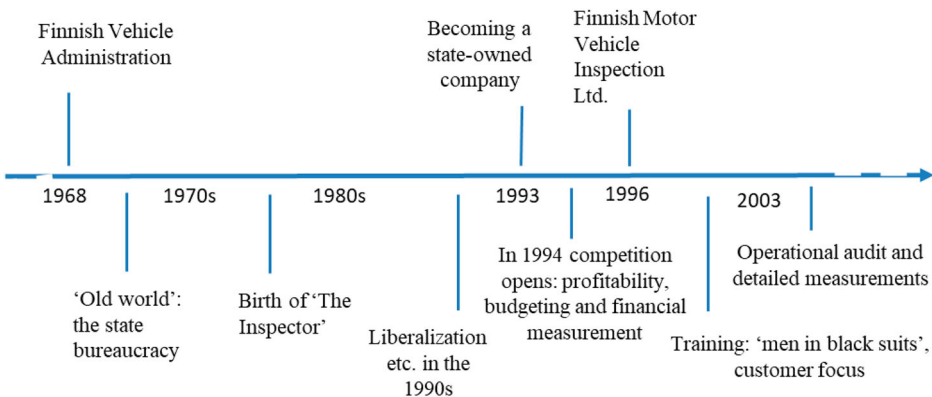 Finnish Vehicle
Administration
Becoming a
state-owned
company
Finnish Motor
Vehicle
Inspection
Ltd.
1968
1970s
1980s
1993
1996
2003
‘Old world’:
the state
bureaucracy
Birth of ‘The
Inspector’
Liberalization
etc. in the
1990s
In 1994 competition
opens: profitability,
budgeting and financial
measurement
Training: ‘men in black suits’,
customer focus
Operational audit and
detailed measurements